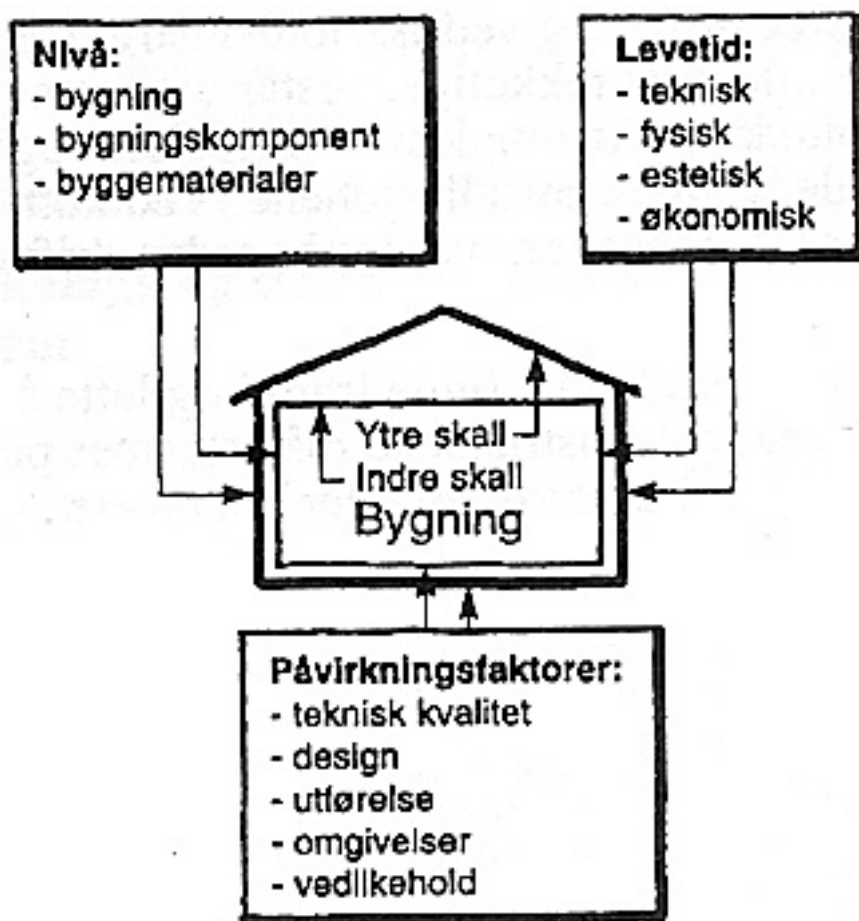 Nivå:
- bygning
- bygningskomponent
- byggematerialer
Levetid:
- teknisk
- fysisk
- estetisk
- økonomisk
Ytre skall
Indre skall
Bygning
Påvirkningsfaktorer:
- teknisk kvalitet
- design
- utførelse
- omgivelser
- vedlikehold